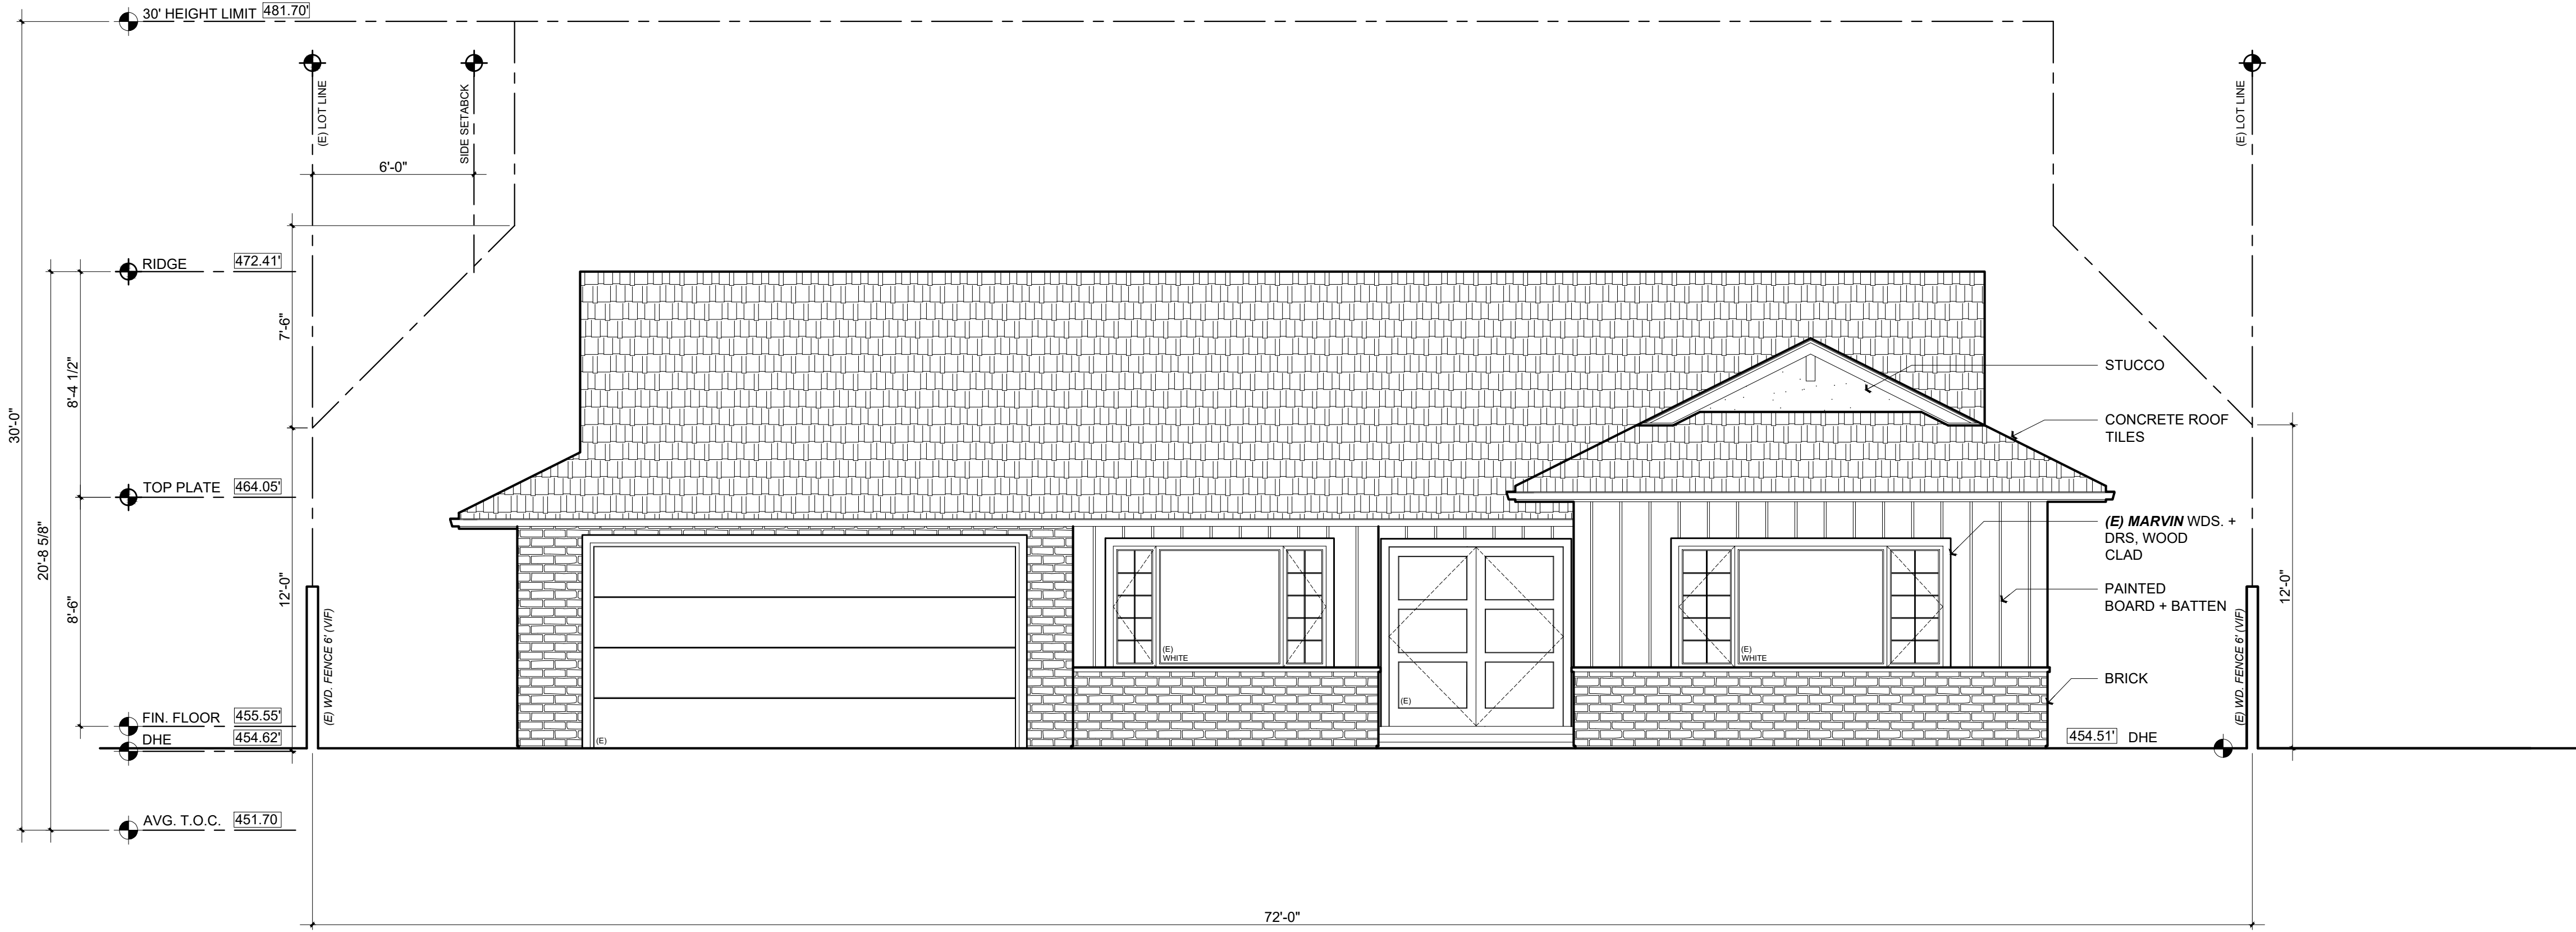 30' HEIGHT LIMIT 481.70'
(E) LOT LINE
SIDE SETABCK
(E) LOT LINE
6'-0"
RIDGE 472.41'
7'-6"
8'-4 1/2"
30'-0"
STUCCO
CONCRETE ROOF
TILES
TOP PLATE 464.05'
20'-8 5/8"
(E) MARVIN WDS. +
DRS, WOOD
CLAD
8'-6"
12'-0"
12'-0"
PAINTED
BOARD + BATTEN
(E) WD. FENCE 6' (VIF)
(E) WD. FENCE 6' (VIF)
(E)
WHITE
(E)
WHITE
BRICK
(E)
FIN. FLOOR 455.55'
DHE 454.62'
(E)
454.51' DHE
AVG. T.O.C. 451.70
72'-0"